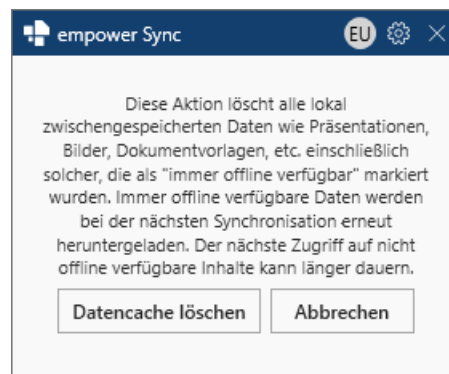 empower Sync EU
Diese Aktion löscht alle lokal
zwischengespeicherten Daten wie Präsentationen,
Bilder, Dokumentvorlagen, etc. einschließlich
solcher, die als "immer offline verfügbar" markiert
wurden. Immer offline verfügbare Daten werden
bei der nächsten Synchronisation erneut
heruntergeladen. Der nächste Zugriff auf nicht
offline verfügbare Inhalte kann länger dauern.
Datencache löschen Abbrechen